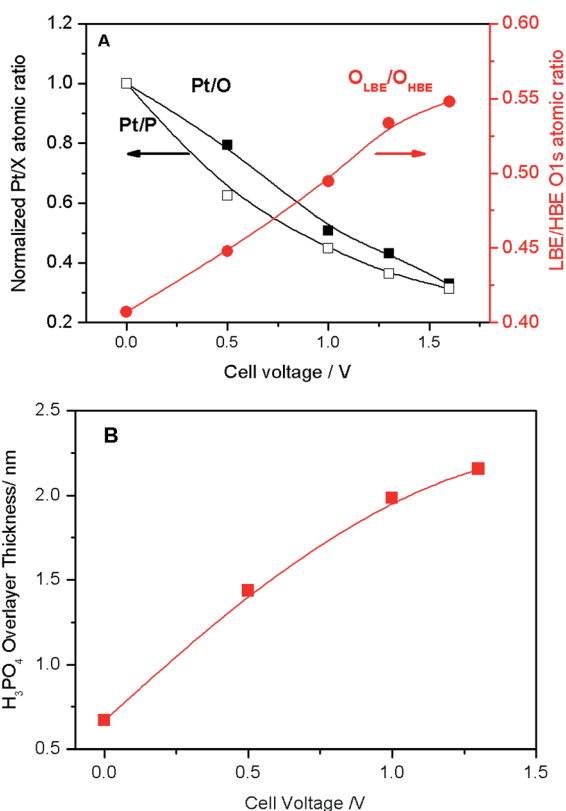 A
Pt/O
Pt/P
O_LBE/O_HBE
Normalized Pt/X atomic ratio
1.2
1.0
0.8
0.6
0.4
0.2
0.60
0.55
0.50
0.45
0.40
LBE/HBE O1s atomic ratio
0.0 0.5 1.0 1.5
Cell voltage / V
B
H₃PO₄ Overlayer Thickness/ nm
2.5
2.0
1.5
1.0
0.5
0.0 0.5 1.0 1.5
Cell Voltage /V